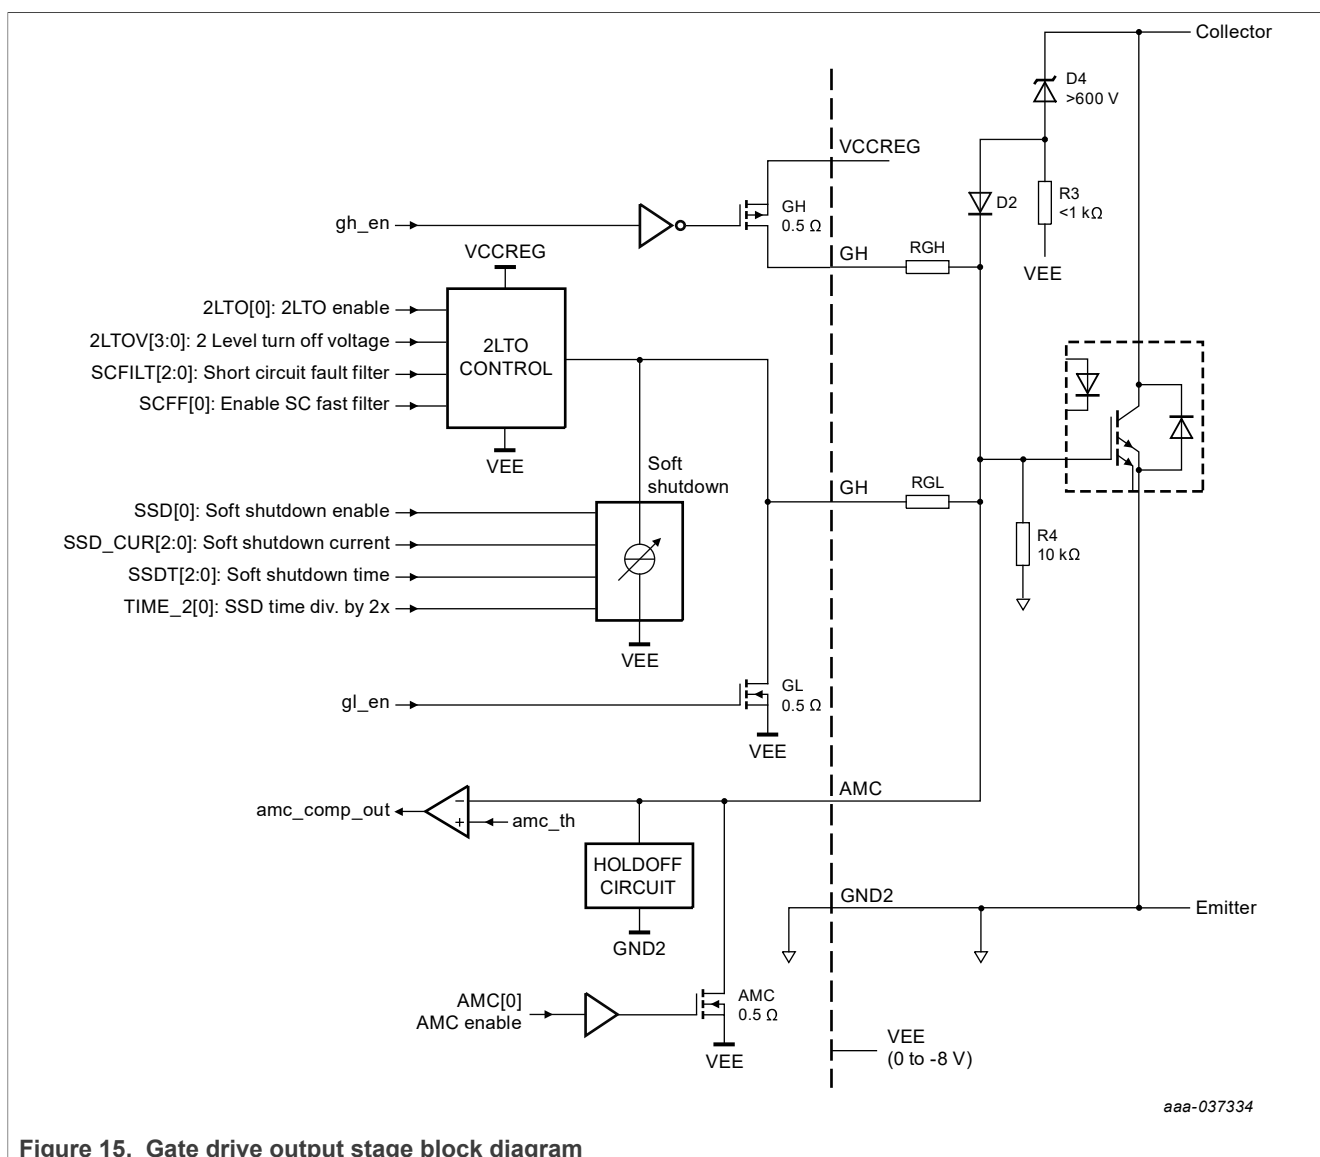 Collector
D4
>600 V
VCCREG
GH
0.5 Ω
D2
R3
<1 kΩ
gh_en
VCCREG
GH
RGH
VEE
2LTO[0]: 2LTO enable
2LTOV[3:0]: 2 Level turn off voltage
SCFILT[2:0]: Short circuit fault filter
SCFF[0]: Enable SC fast filter
2LTO
CONTROL
VEE
Soft
shutdown
GH
RGL
SSD[0]: Soft shutdown enable
SSD_CUR[2:0]: Soft shutdown current
SSDT[2:0]: Soft shutdown time
TIME_2[0]: SSD time div. by 2x
R4
10 kΩ
VEE
gl_en
GL
0.5 Ω
VEE
AMC
amc_comp_out
−
+
amc_th
HOLDOFF
CIRCUIT
GND2
GND2
Emitter
AMC[0]
AMC enable
AMC
0.5 Ω
VEE
VEE
(0 to -8 V)
aaa-037334
Figure 15. Gate drive output stage block diagram